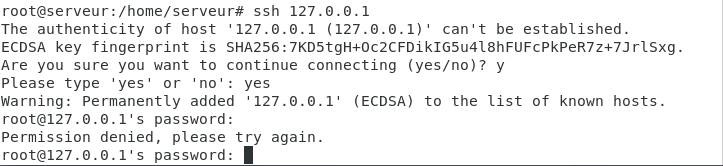 root@serveur:/home/serveur# ssh 127.0.0.1
The authenticity of host '127.0.0.1 (127.0.0.1)' can't be established.
ECDSA key fingerprint is SHA256:7KD5tgH+Oc2CFDikIG5u4l8hFUFcPkPeR7z+7JrlSxg.
Are you sure you want to continue connecting (yes/no)? y
Please type 'yes' or 'no': yes
Warning: Permanently added '127.0.0.1' (ECDSA) to the list of known hosts.
root@127.0.0.1's password:
Permission denied, please try again.
root@127.0.0.1's password: